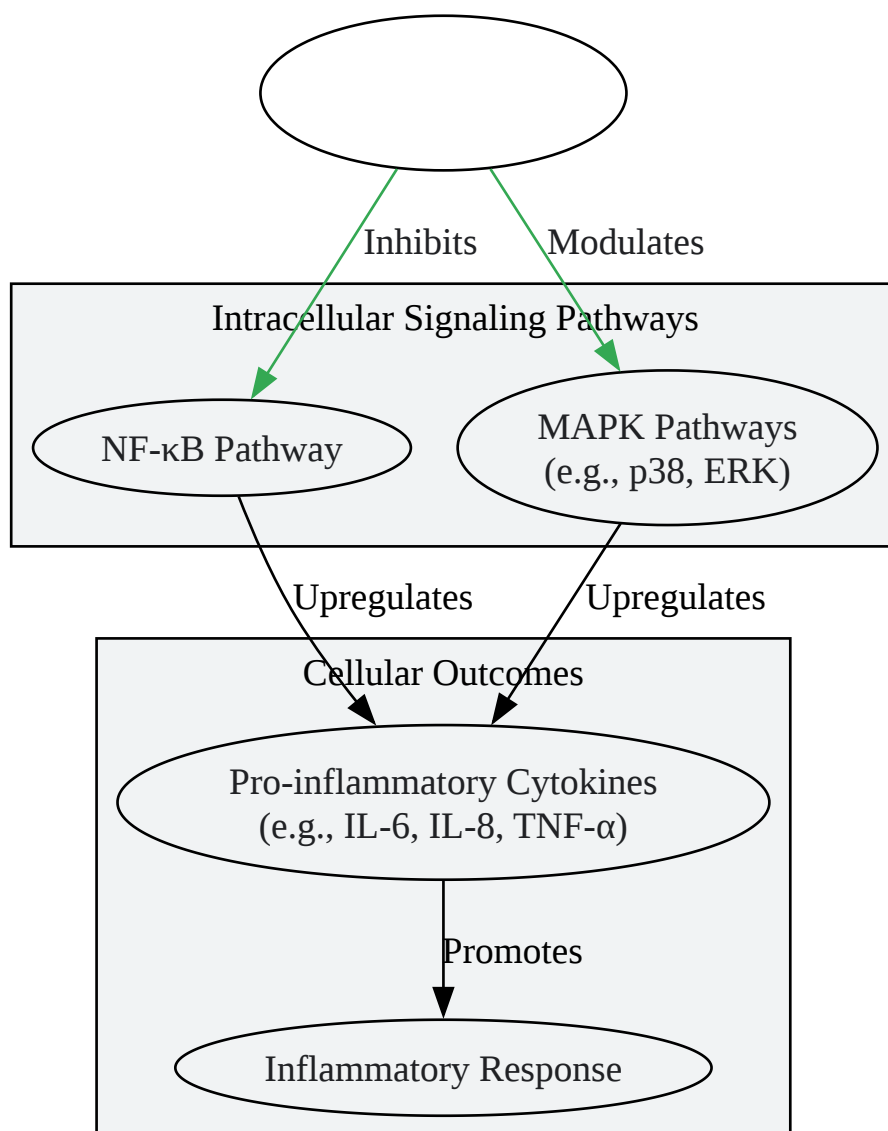 Inhibits
Modulates
Intracellular Signaling Pathways
NF-κB Pathway
MAPK Pathways
(e.g., p38, ERK)
Upregulates
Upregulates
Cellular Outcomes
Pro-inflammatory Cytokines
(e.g., IL-6, IL-8, TNF-α)
Promotes
Inflammatory Response